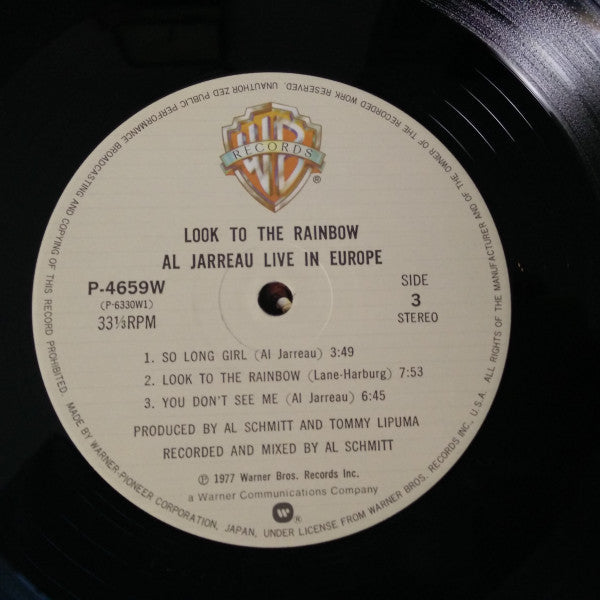 WB
RECORDS
®
LOOK TO THE RAINBOW
AL JARREAU LIVE IN EUROPE
P-4659W
(P-6330W1)
33⅓RPM
SIDE
3
STEREO
1. SO LONG GIRL (Al Jarreau) 3:49
2. LOOK TO THE RAINBOW (Lane-Harburg) 7:53
3. YOU DON'T SEE ME (Al Jarreau) 6:45
PRODUCED BY AL SCHMITT AND TOMMY LIPUMA
RECORDED AND MIXED BY AL SCHMITT
℗ 1977 Warner Bros. Records Inc.
a Warner Communications Company
®
MADE BY WARNER-PIONEER CORPORATION, JAPAN, UNDER LICENSE FROM WARNER BROS. RECORDS INC., U.S.A. ALL RIGHTS OF THE MANUFACTURER AND OF THE OWNER OF THE RECORDED WORK RESERVED. UNAUTHORIZED PUBLIC PERFORMANCE BROADCASTING AND COPYING OF THIS RECORD PROHIBITED.